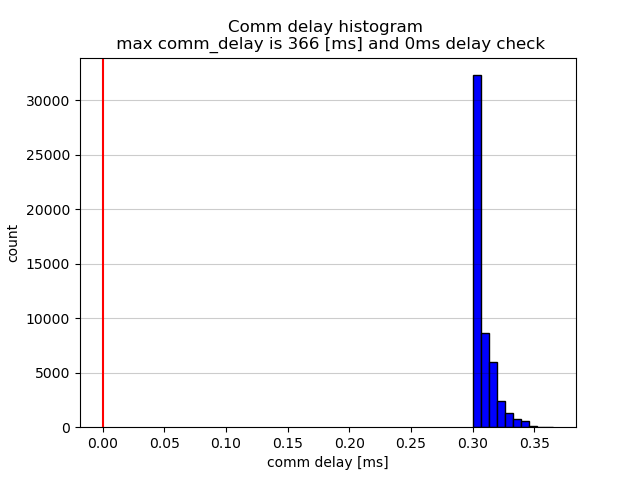 Comm delay histogram
max comm_delay is 366 [ms] and 0ms delay check
30000
25000
20000
15000
10000
5000
0
count
0.00 0.05 0.10 0.15 0.20 0.25 0.30 0.35
comm delay [ms]